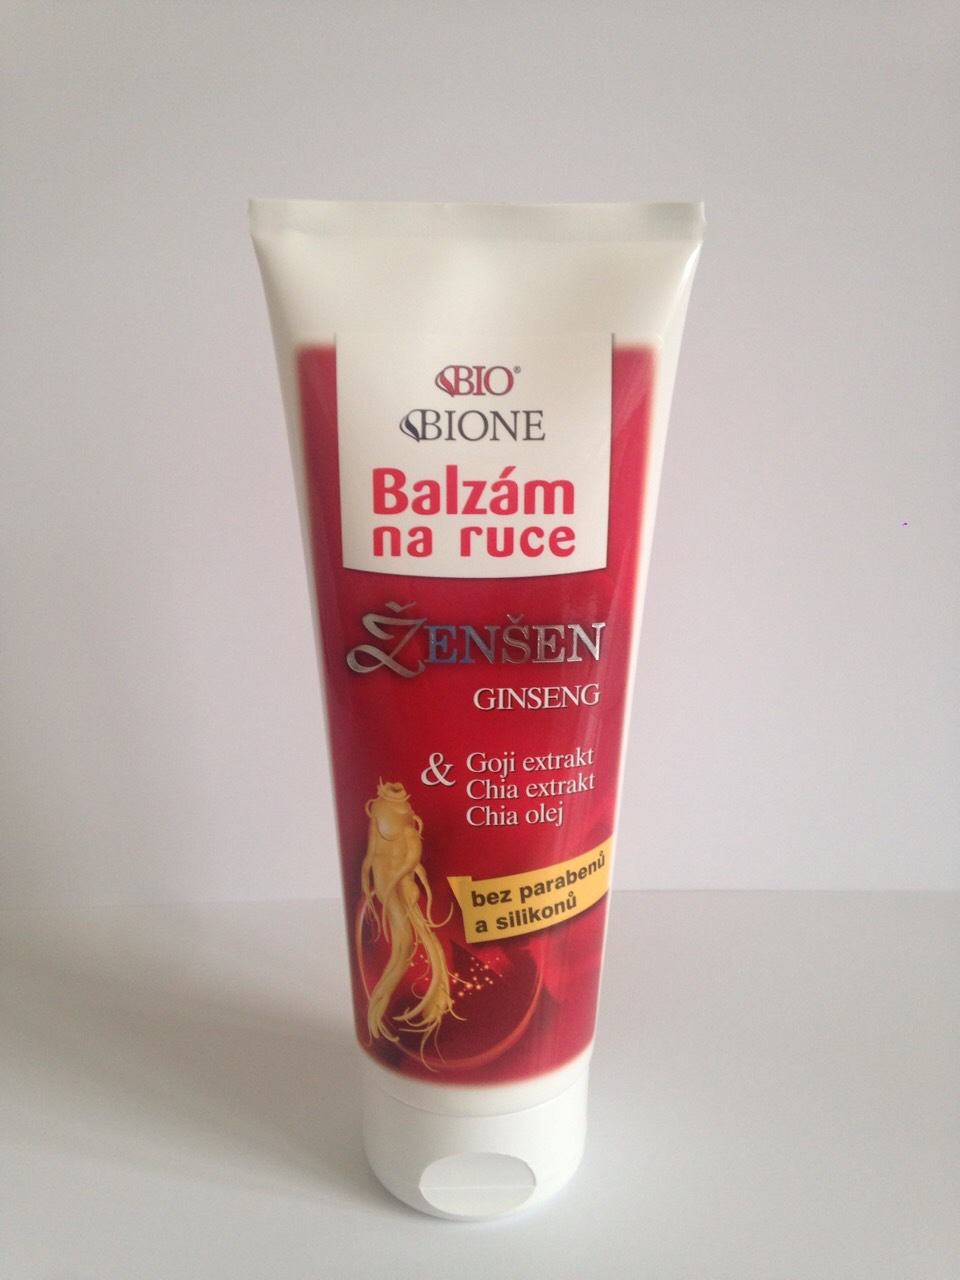 BIO®
BIONE
Balzám
na ruce
ŽENŠEN
GINSENG
& Goji extrakt
Chia extrakt
Chia olej
bez parabenů
a silikonů